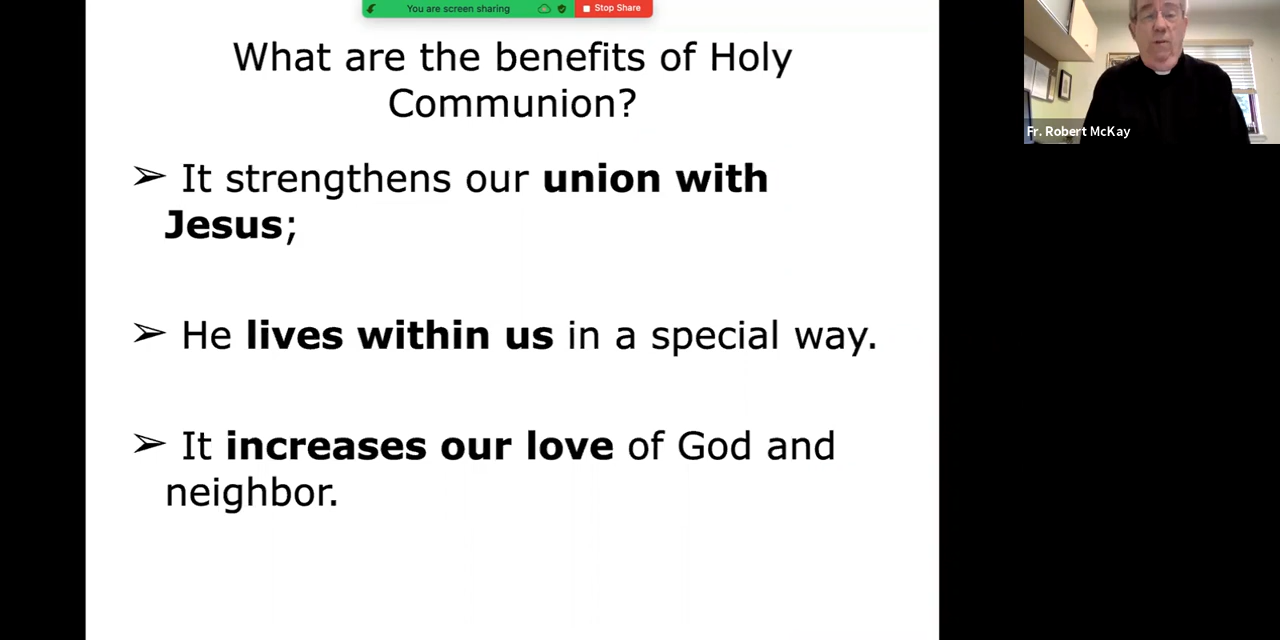 You are screen sharing
Stop Share
What are the benefits of Holy
Communion?
➢ It strengthens our union with
Jesus;
➢ He lives within us in a special way.
➢ It increases our love of God and
neighbor.
Fr. Robert McKay